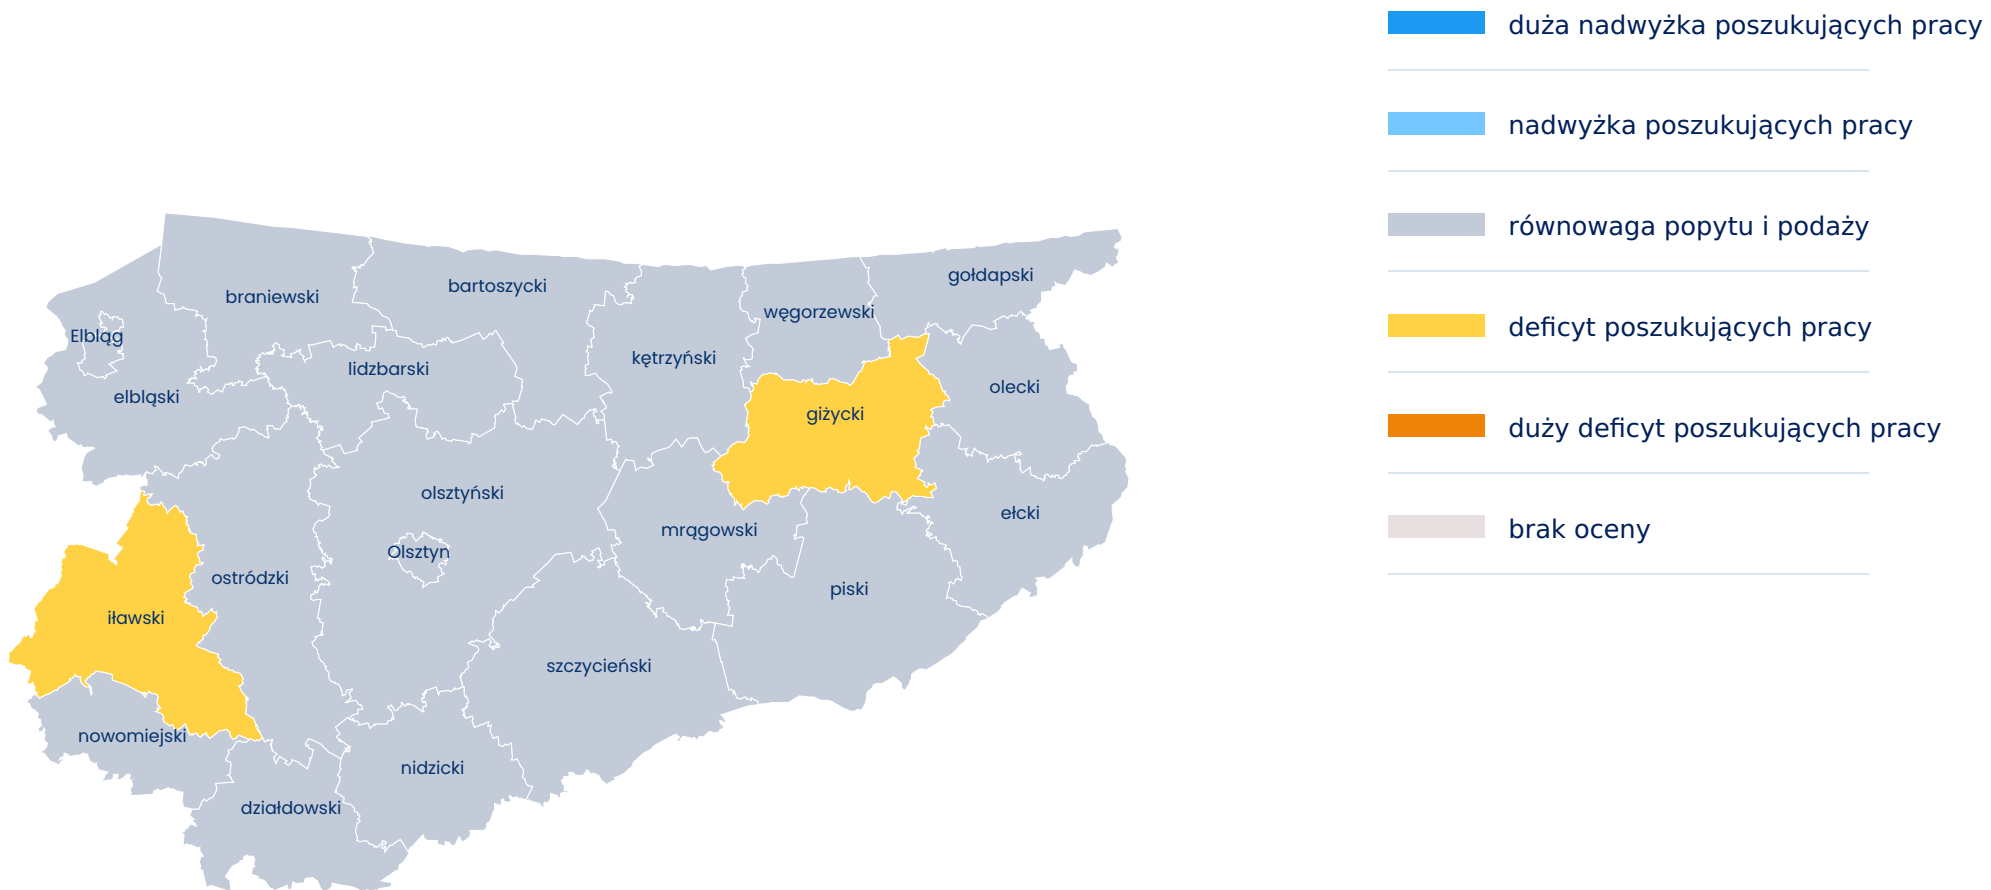 duża nadwyżka poszukujących pracy
nadwyżka poszukujących pracy
równowaga popytu i podaży
deficyt poszukujących pracy
duży deficyt poszukujących pracy
brak oceny
gołdapski
bartoszycki
braniewski
węgorzewski
Elbląg
kętrzyński
lidzbarski
olecki
elbląski
giżycki
olsztyński
ełcki
mrągowski
Olsztyn
ostródzki
piski
iławski
szczycieński
nowomiejski
nidzicki
działdowski